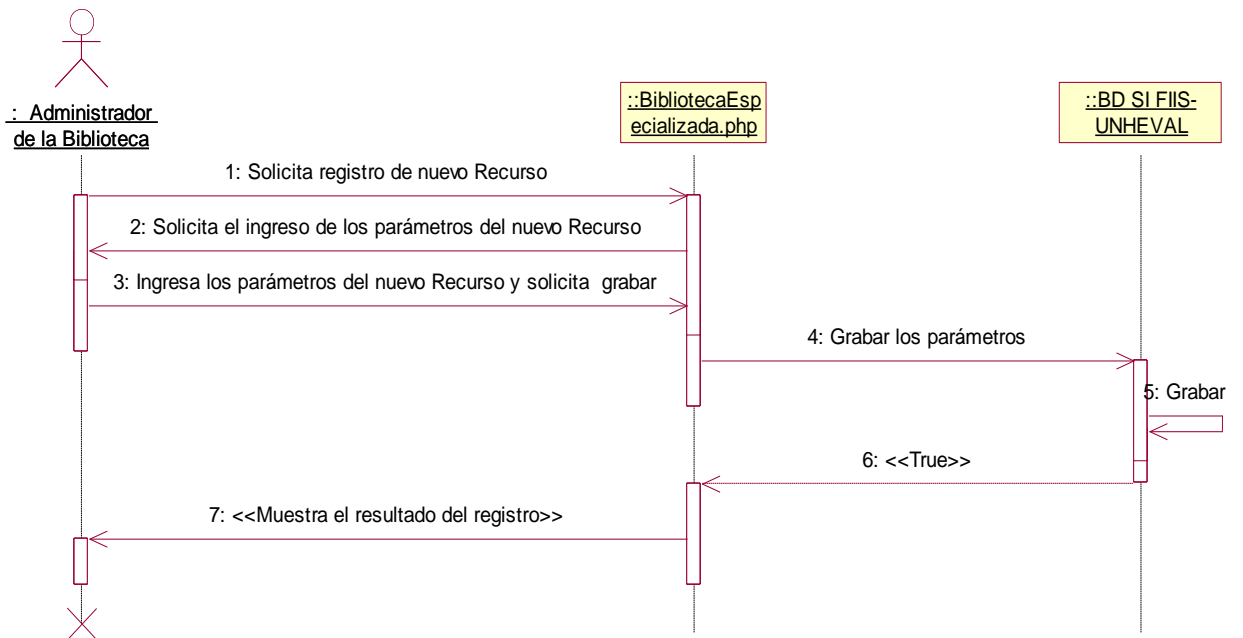 : Administrador
de la Biblioteca
::BibliotecaEsp
ecializada.php
::BD SI FIIS-
UNHEVAL
1: Solicita registro de nuevo Recurso
2: Solicita el ingreso de los parámetros del nuevo Recurso
3: Ingresa los parámetros del nuevo Recurso y solicita grabar
4: Grabar los parámetros
5: Grabar
6: <<True>>
7: <<Muestra el resultado del registro>>